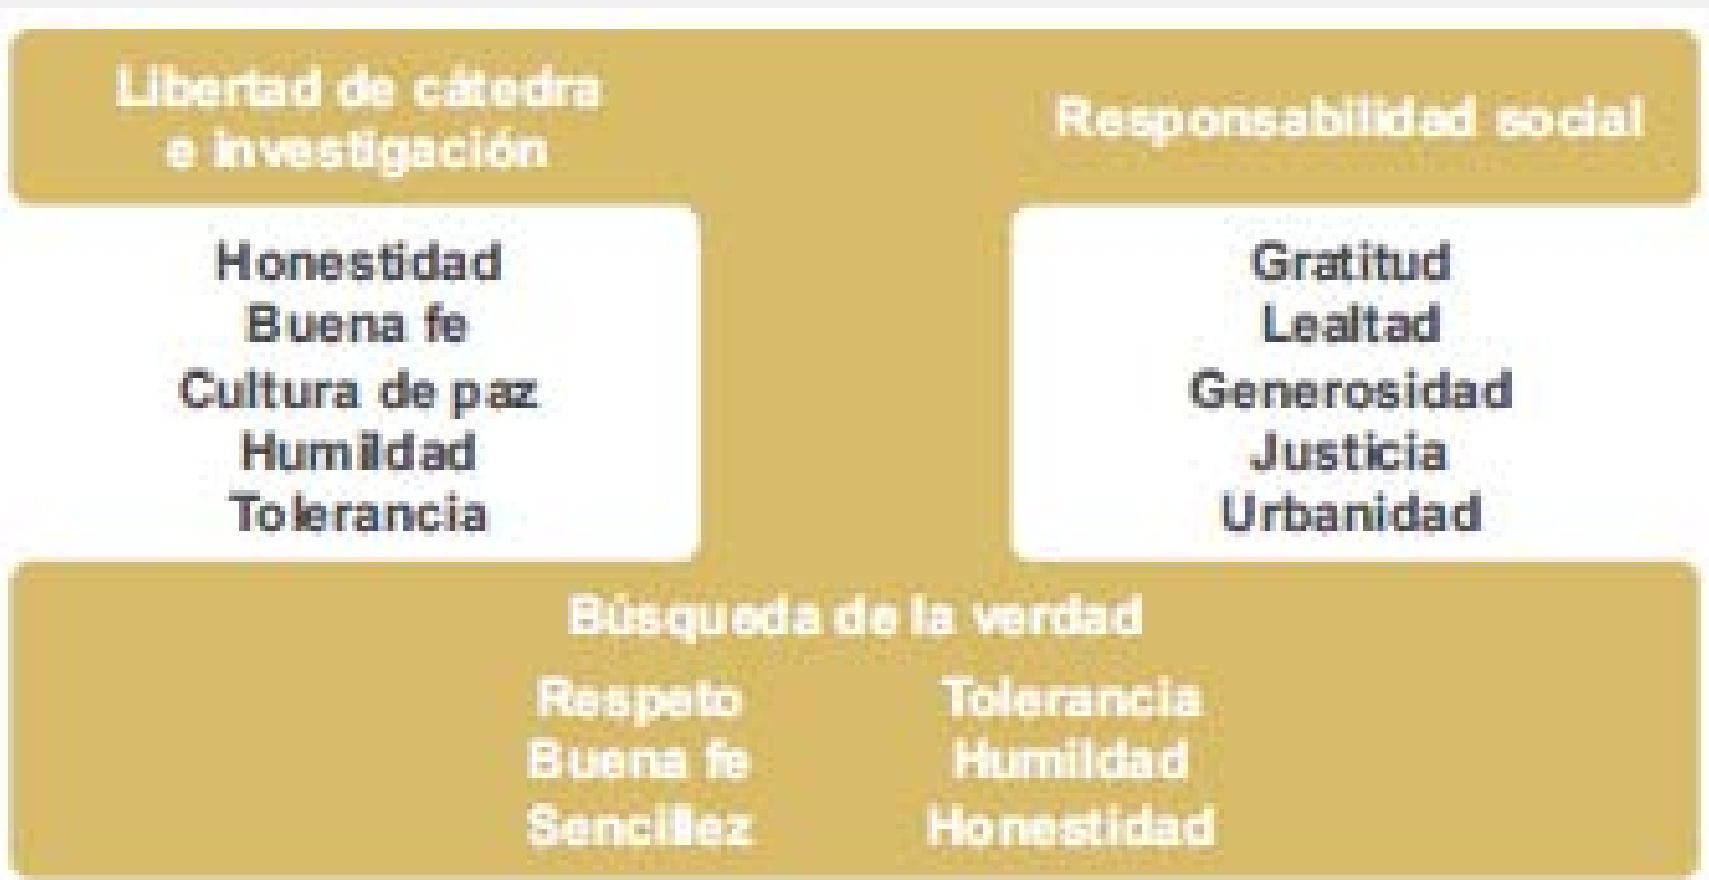 Libertad de cátedra
e investigación
Responsabilidad social
Honestidad
Buena fe
Cultura de paz
Humildad
Tolerancia
Gratitud
Lealtad
Generosidad
Justicia
Urbanidad
Búsqueda de la verdad
Respeto
Buena fe
Sencillez
Tolerancia
Humildad
Honestidad